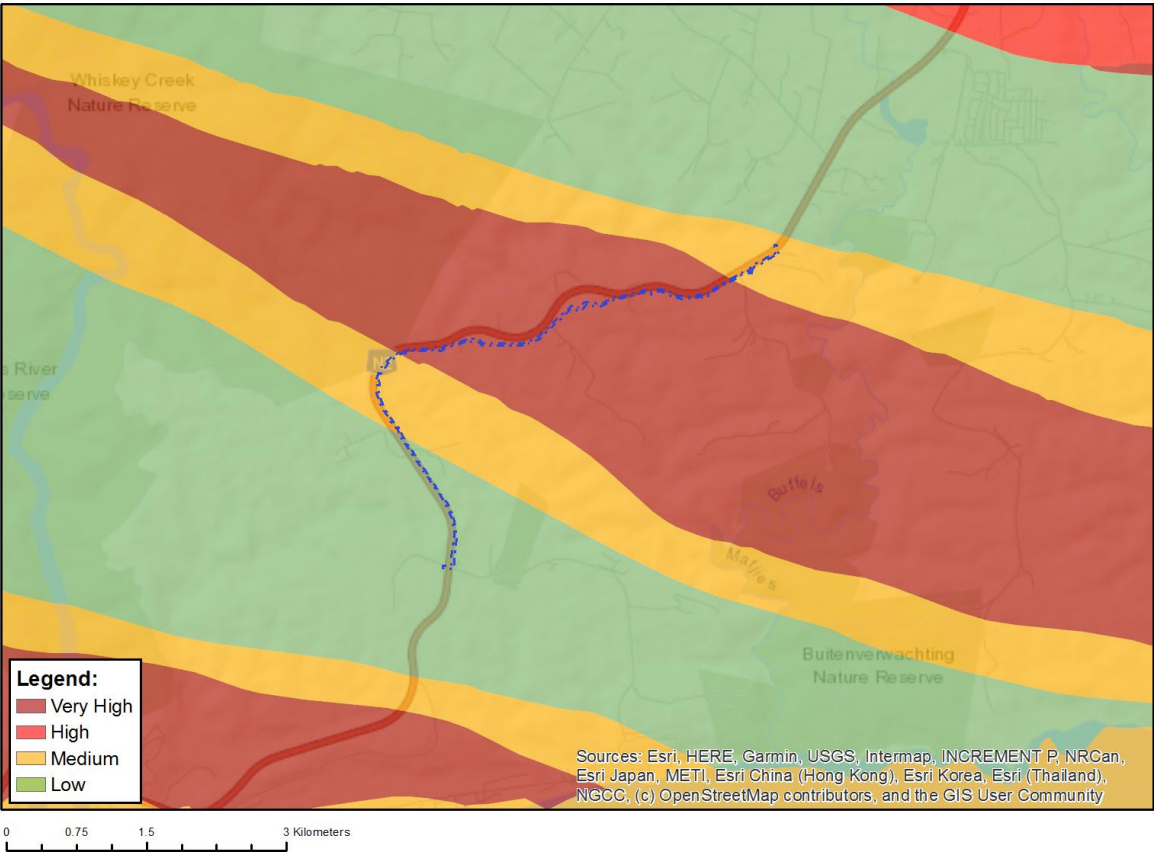 Whiskey Creek
Nature Reserve
s River
eserve
Buffels
Matjies
Buitenverwachting
Nature Reserve
Legend:
Very High
High
Medium
Low
Sources: Esri, HERE, Garmin, USGS, Intermap, INCREMENT P, NRCan,
Esri Japan, METI, Esri China (Hong Kong), Esri Korea, Esri (Thailand),
NGCC, (c) OpenStreetMap contributors, and the GIS User Community
0 0.75 1.5 3 Kilometers